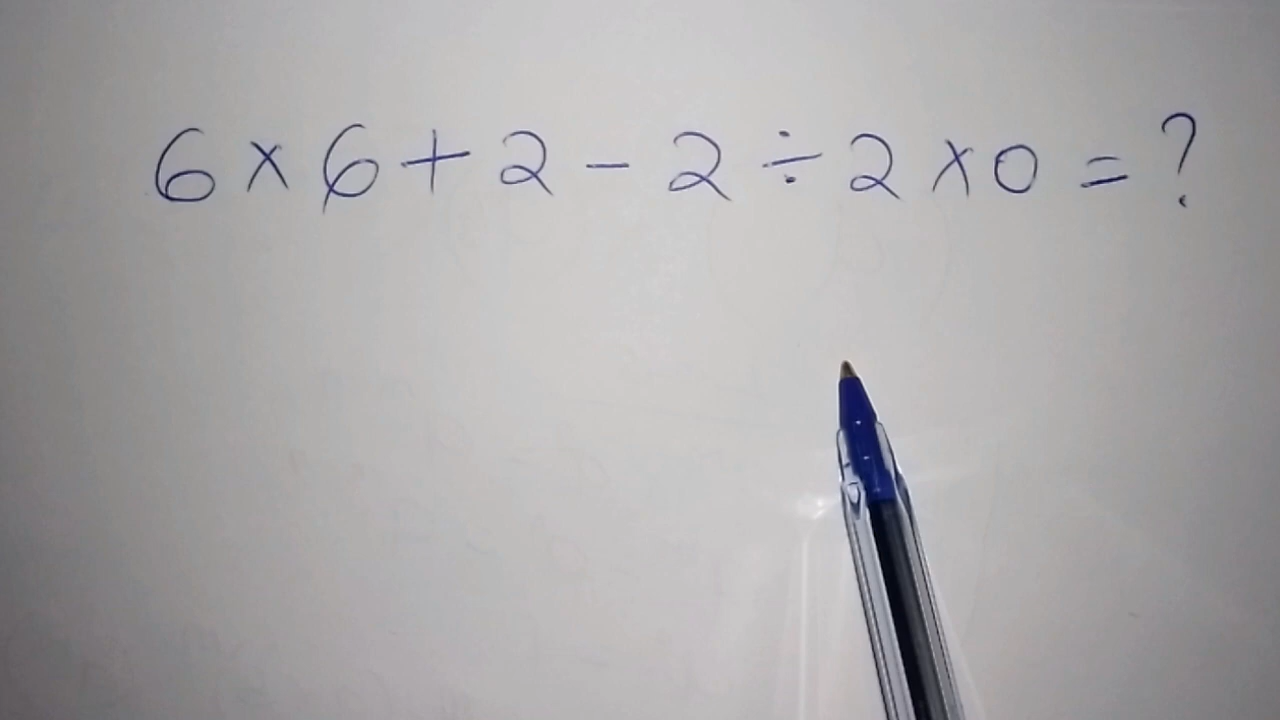 6 × 6 + 2 - 2 ÷ 2 × 0 = ?